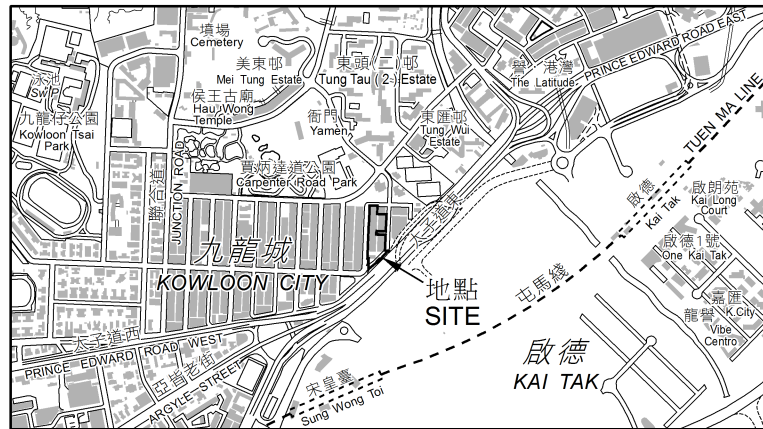 墳場
Cemetery
美東邨
Mei Tung Estate
東頭(二)邨
Tung Tau ( 2 ) Estate
譽・港灣
The Latitude
PRINCE EDWARD ROAD EAST
泳池
Sw P
九龍仔公園
Kowloon Tsai
Park
侯王古廟
Hau Wong
Temple
衙門
Yamen
東匯邨
Tung Wui
Estate
TUEN MA LINE
聯合道
JUNCTION ROAD
賈炳達道公園
Carpenter Road Park
太子道東
啟德
Kai Tak
啟朗苑
Kai Long
Court
啟德1號
One Kai Tak
九龍城
KOWLOON CITY
地點
SITE
屯馬綫
嘉匯
K.City
龍譽
Vibe
Centro
太子道西
PRINCE EDWARD ROAD WEST
亞皆老街
ARGYLE STREET
宋皇臺
Sung Wong Toi
啟德
KAI TAK